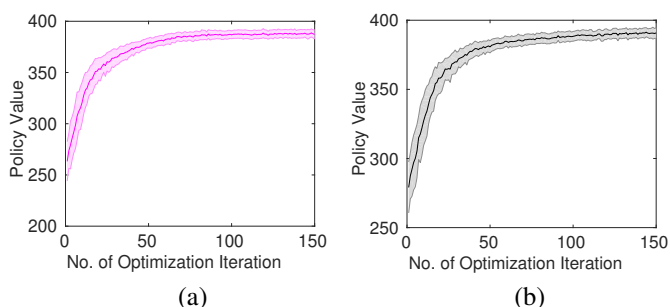 400
350
300
250
200
Policy Value
0 50 100 150
No. of Optimization Iteration
(a)
400
350
300
250
Policy Value
0 50 100 150
No. of Optimization Iteration
(b)